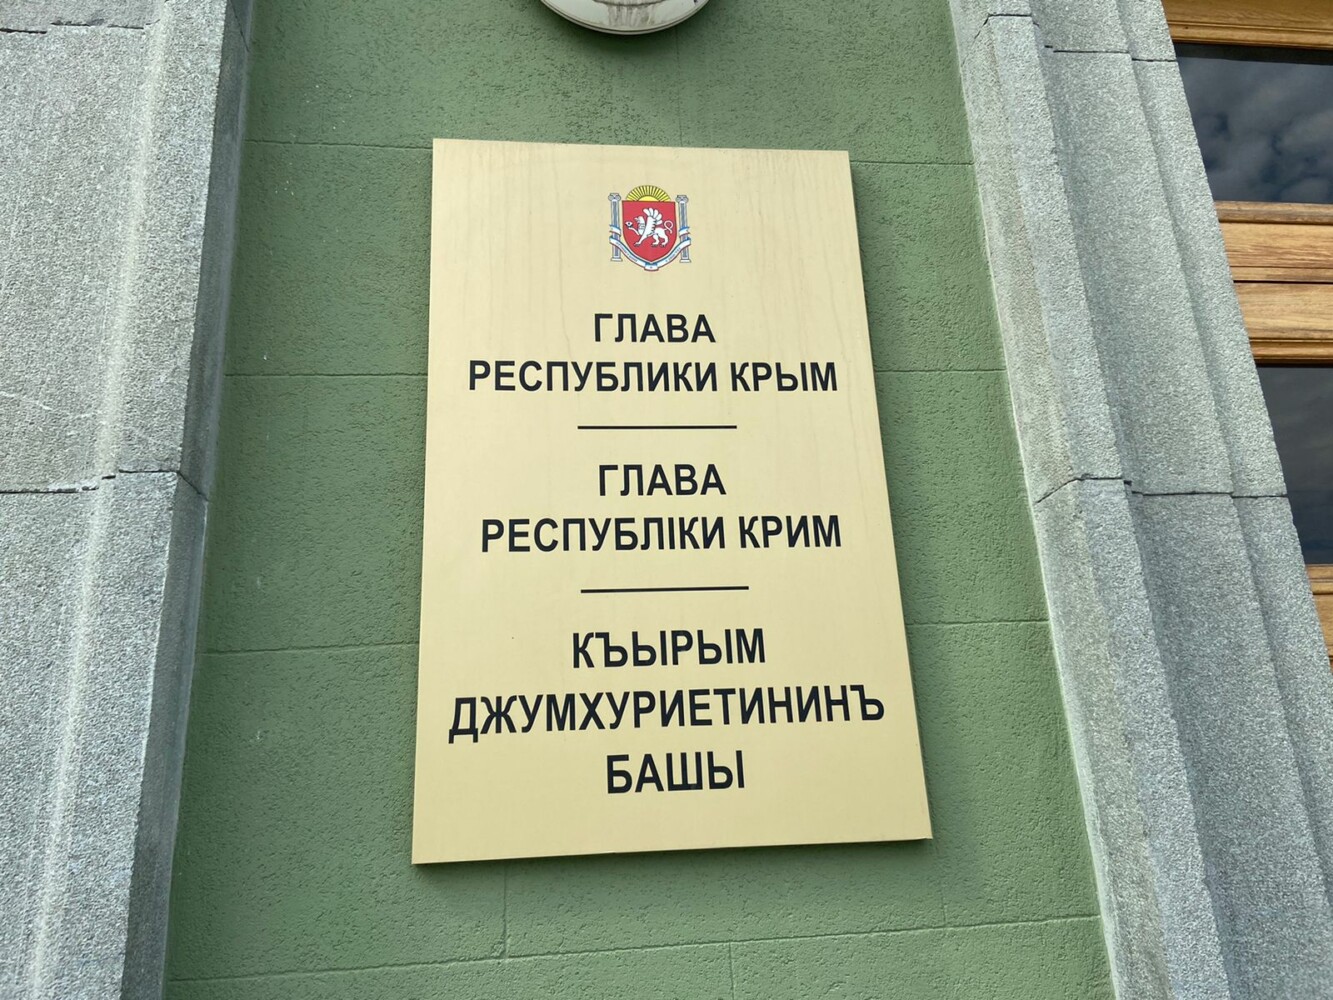 ГЛАВА
РЕСПУБЛИКИ КРЫМ
ГЛАВА
РЕСПУБЛІКИ КРИМ
КЪЫРЫМ
ДЖУМХУРИЕТИНИНЪ
БАШЫ